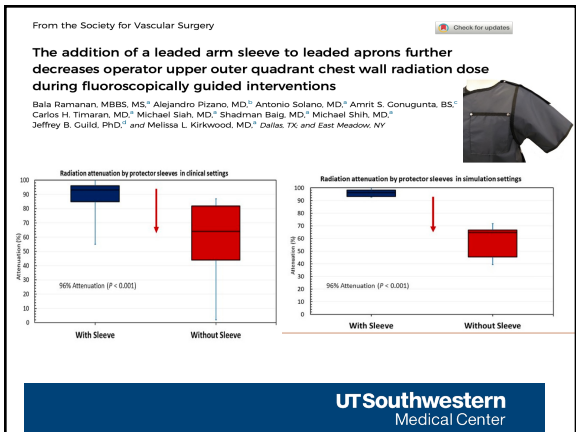 From the Society for Vascular Surgery
Check for updates
The addition of a leaded arm sleeve to leaded aprons further
decreases operator upper outer quadrant chest wall radiation dose
during fluoroscopically guided interventions
Bala Ramanan, MBBS, MS,ᵃ Alejandro Pizano, MD,ᵇ Antonio Solano, MD,ᵃ Amrit S. Gonugunta, BS,ᶜ
Carlos H. Timaran, MD,ᵃ Michael Siah, MD,ᵃ Shadman Baig, MD,ᵃ Michael Shih, MD,ᵃ
Jeffrey B. Guild, PhD,ᵈ and Melissa L. Kirkwood, MD,ᵃ Dallas, TX; and East Meadow, NY
Radiation attenuation by protector sleeves in clinical settings
Attenuation (%)
100
90
80
70
60
50
40
30
20
10
0
96% Attenuation (P < 0.001)
With Sleeve
Without Sleeve
Radiation attenuation by protector sleeves in simulation settings
Attenuation (%)
100
90
80
70
60
50
40
30
20
10
0
96% Attenuation (P < 0.001)
With Sleeve
Without Sleeve
UTSouthwestern
Medical Center